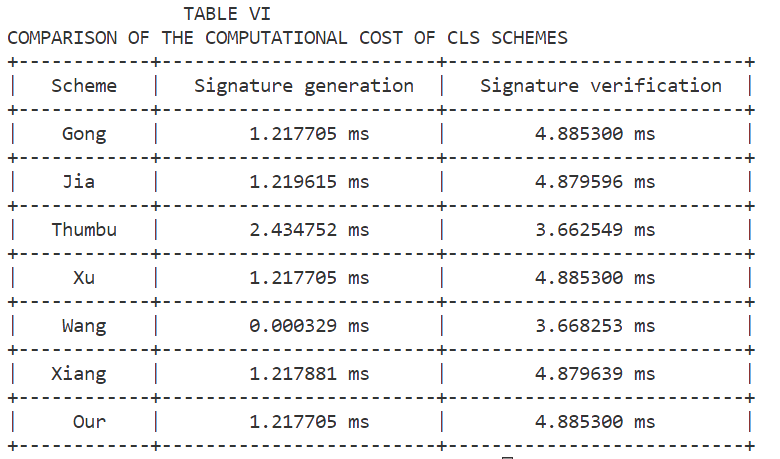 TABLE VI
COMPARISON OF THE COMPUTATIONAL COST OF CLS SCHEMES
Scheme Signature generation Signature verification
Gong 1.217705 ms 4.885300 ms
Jia 1.219615 ms 4.879596 ms
Thumbu 2.434752 ms 3.662549 ms
Xu 1.217705 ms 4.885300 ms
Wang 0.000329 ms 3.668253 ms
Xiang 1.217881 ms 4.879639 ms
Our 1.217705 ms 4.885300 ms